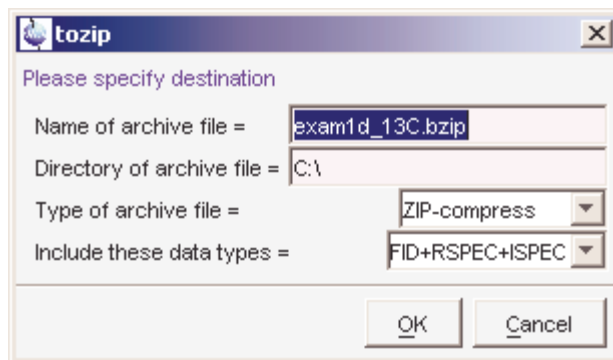 tozip
Please specify destination
Name of archive file = exam1d_13C.bzip
Directory of archive file = C:\
Type of archive file = ZIP-compress
Include these data types = FID+RSPEC+ISPEC
OK Cancel